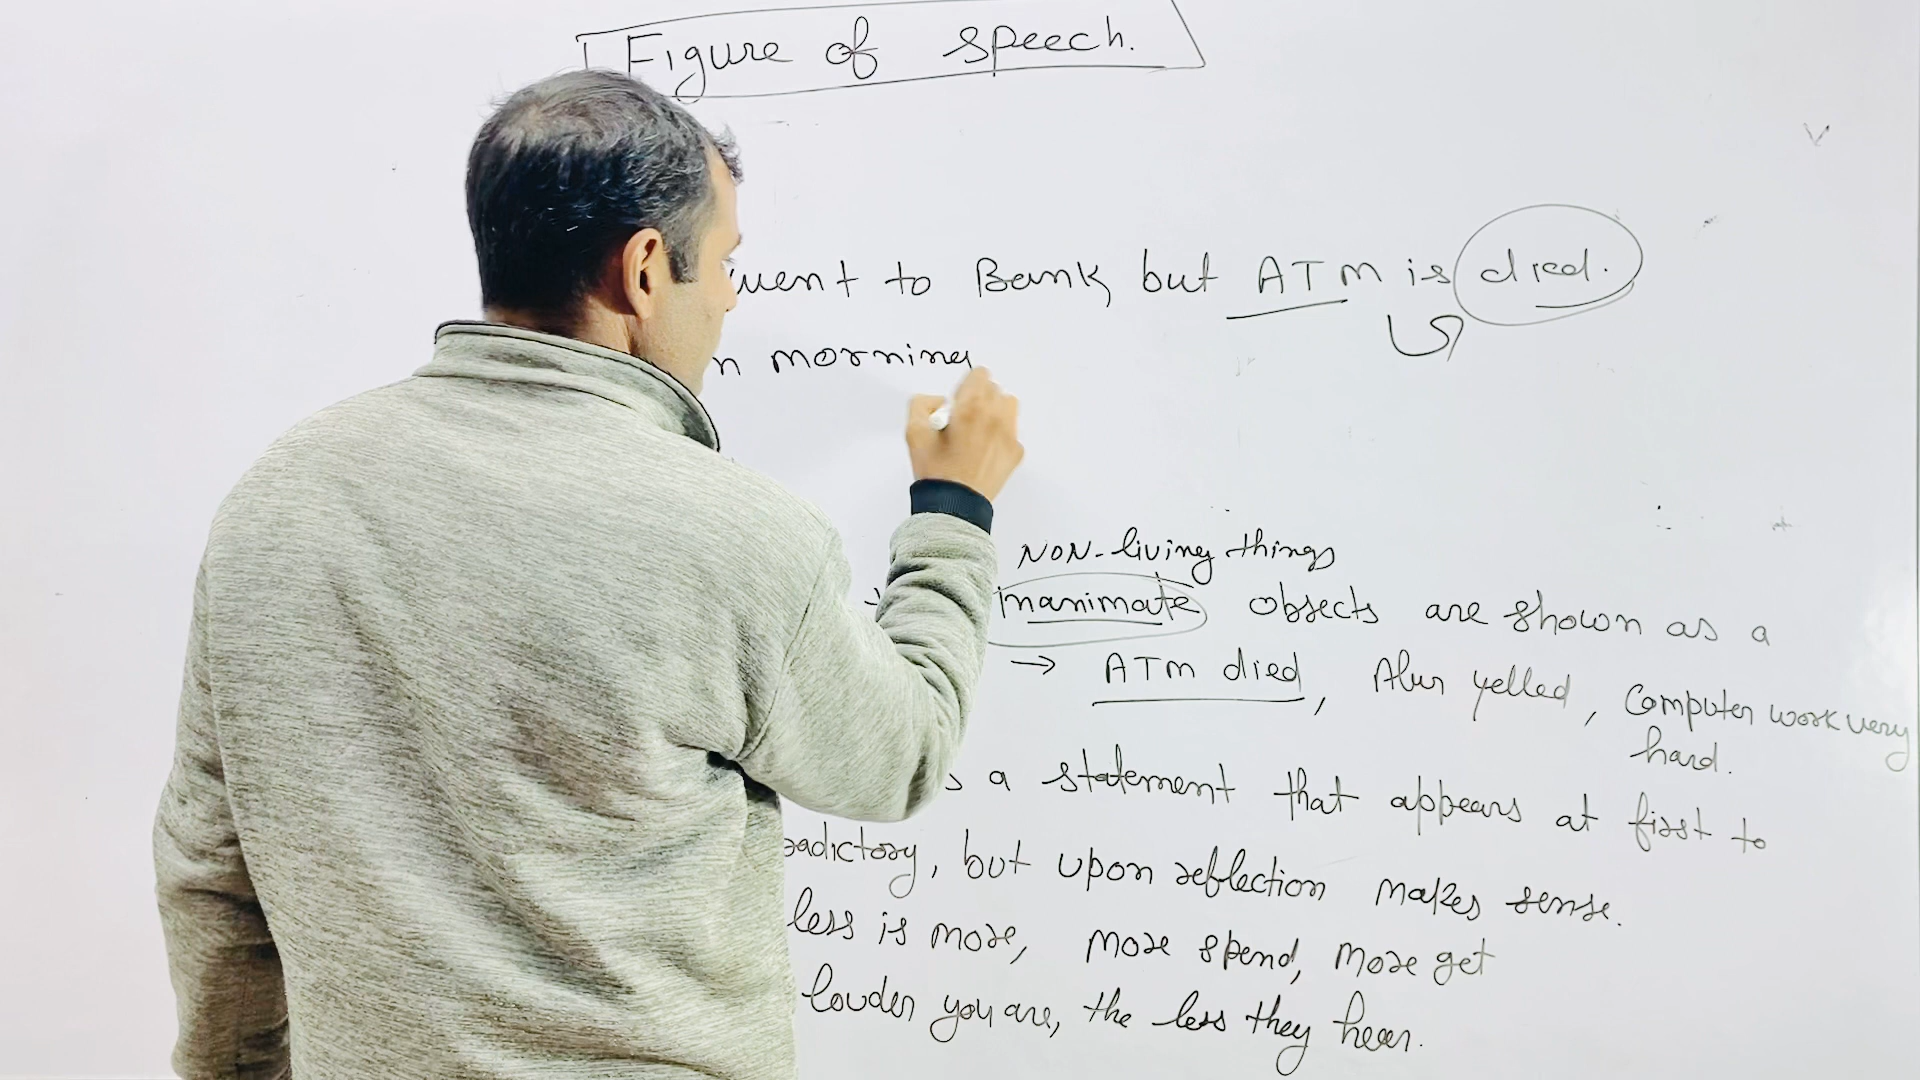 Figure of speech.
went to Bank but ATM is died.
n morning
NON-living things
inanimate objects are shown as a
→ ATM died, Alun yelled, Computer work very
hard.
s a statement that appears at first to
radictory, but upon reflection makes sense.
less is more, More spend, More get
louder you are, the less they hear.